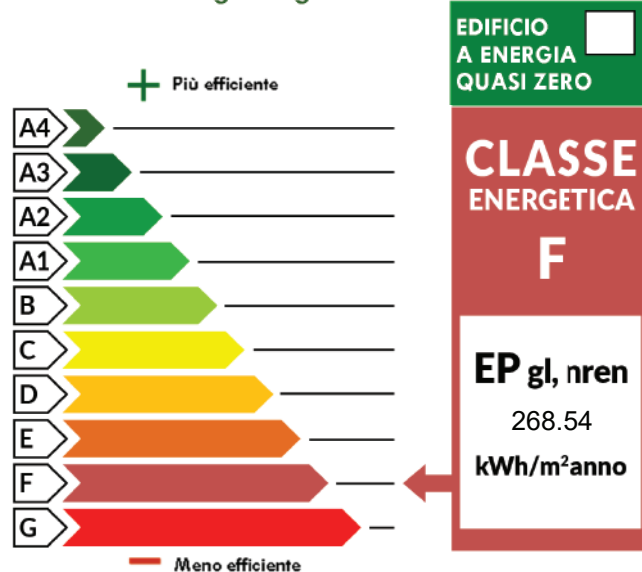 EDIFICIO
A ENERGIA
QUASI ZERO
Più efficiente
A4
A3
A2
A1
B
C
D
E
F
G
Meno efficiente
CLASSE
ENERGETICA
F
EP gl, nren
268.54
kWh/m²anno